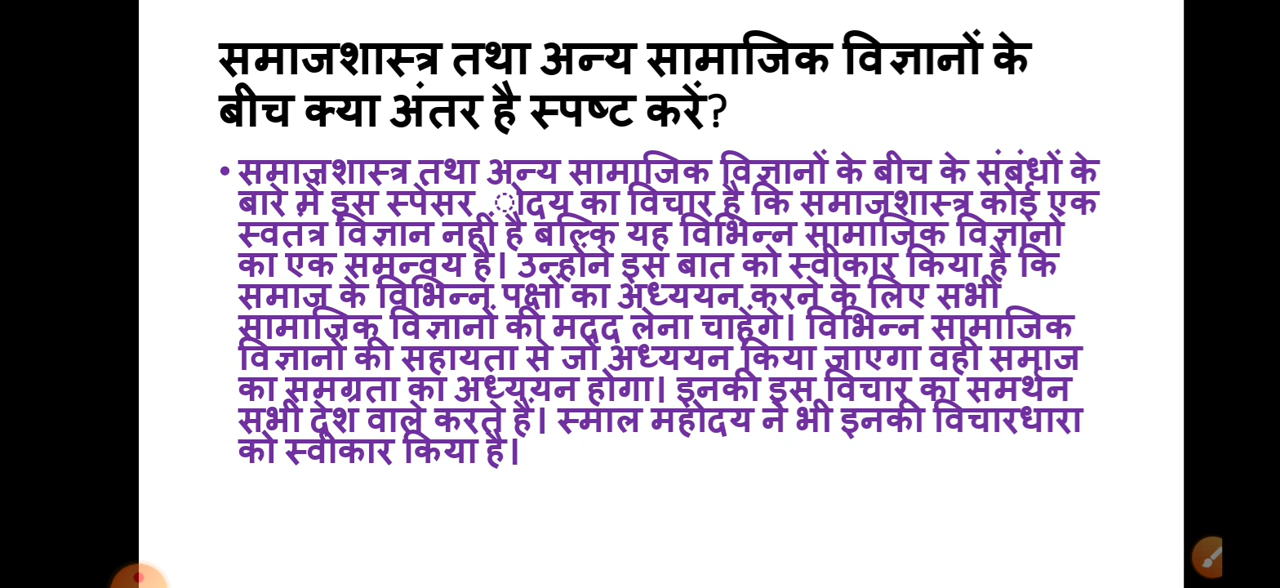 समाजशास्त्र तथा अन्य सामाजिक विज्ञानों के
बीच क्या अंतर है स्पष्ट करें?
• समाजशास्त्र तथा अन्य सामाजिक विज्ञानों के बीच के संबंधों के
बारे में इस स्पेंसर ोदय का विचार है कि समाजशास्त्र कोई एक
स्वतंत्र विज्ञान नहीं है बल्कि यह विभिन्न सामाजिक विज्ञानों
का एक समन्वय है। उन्होंने इस बात को स्वीकार किया है कि
समाज के विभिन्न पक्षों का अध्ययन करने के लिए सभी
सामाजिक विज्ञानों की मदद लेना चाहेंगे। विभिन्न सामाजिक
विज्ञानों की सहायता से जो अध्ययन किया जाएगा वही समाज
का समग्रता का अध्ययन होगा। इनकी इस विचार का समर्थन
सभी देश वाले करते हैं। स्माल महोदय ने भी इनकी विचारधारा
को स्वीकार किया है।